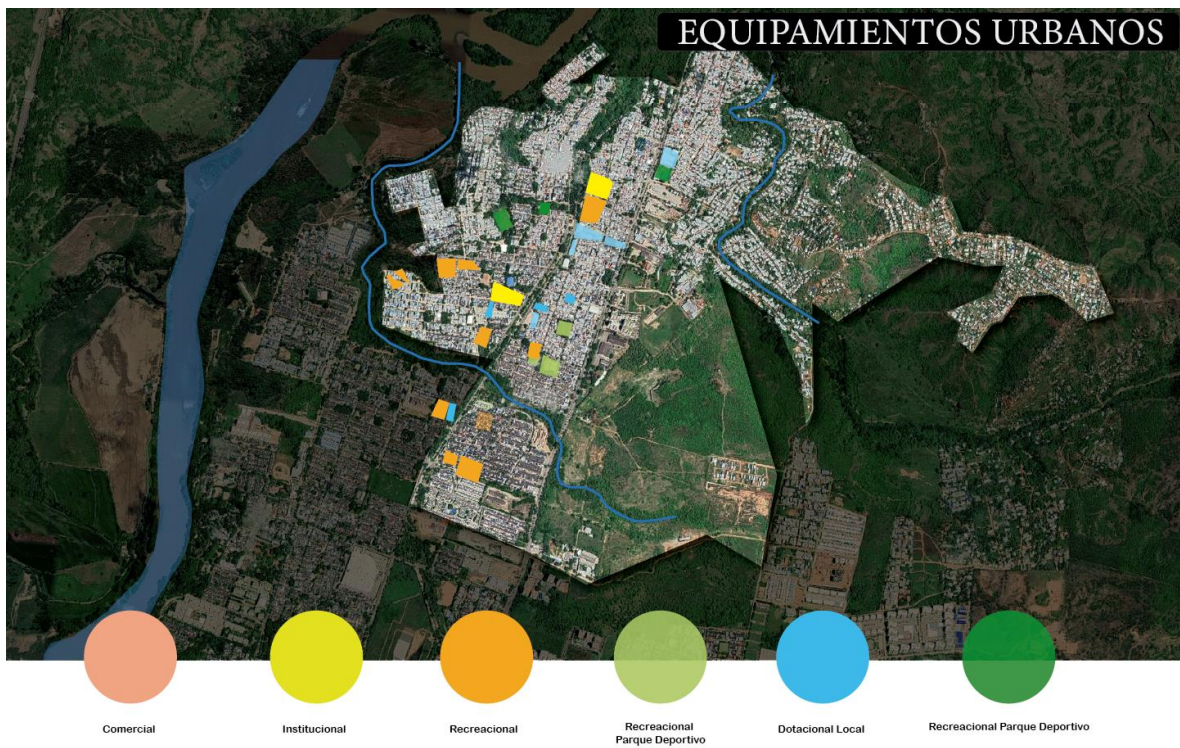 EQUIPAMIENTOS URBANOS
Comercial
Institucional
Recreacional
Recreacional
Parque Deportivo
Dotacional Local
Recreacional Parque Deportivo